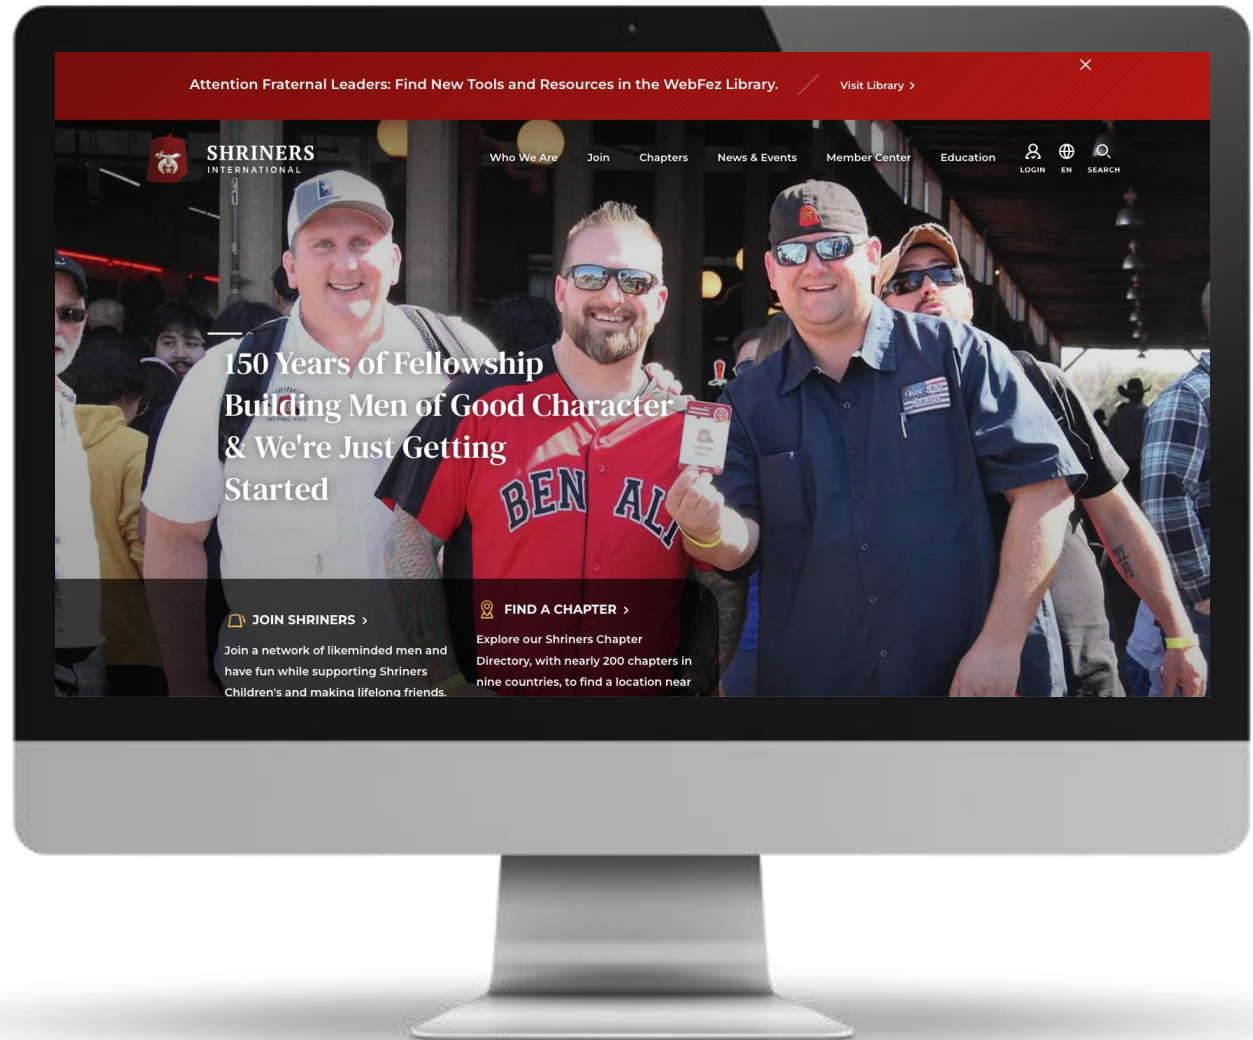 Attention Fraternal Leaders: Find New Tools and Resources in the WebFez Library.
Visit Library >
SHRINERS
INTERNATIONAL
Who We Are Join Chapters News & Events Member Center Education
LOGIN EN SEARCH
150 Years of Fellowship
Building Men of Good Character
& We're Just Getting
Started
BEN ALI
JOIN SHRINERS >
Join a network of likeminded men and
have fun while supporting Shriners
Children's and making lifelong friends.
FIND A CHAPTER >
Explore our Shriners Chapter
Directory, with nearly 200 chapters in
nine countries, to find a location near